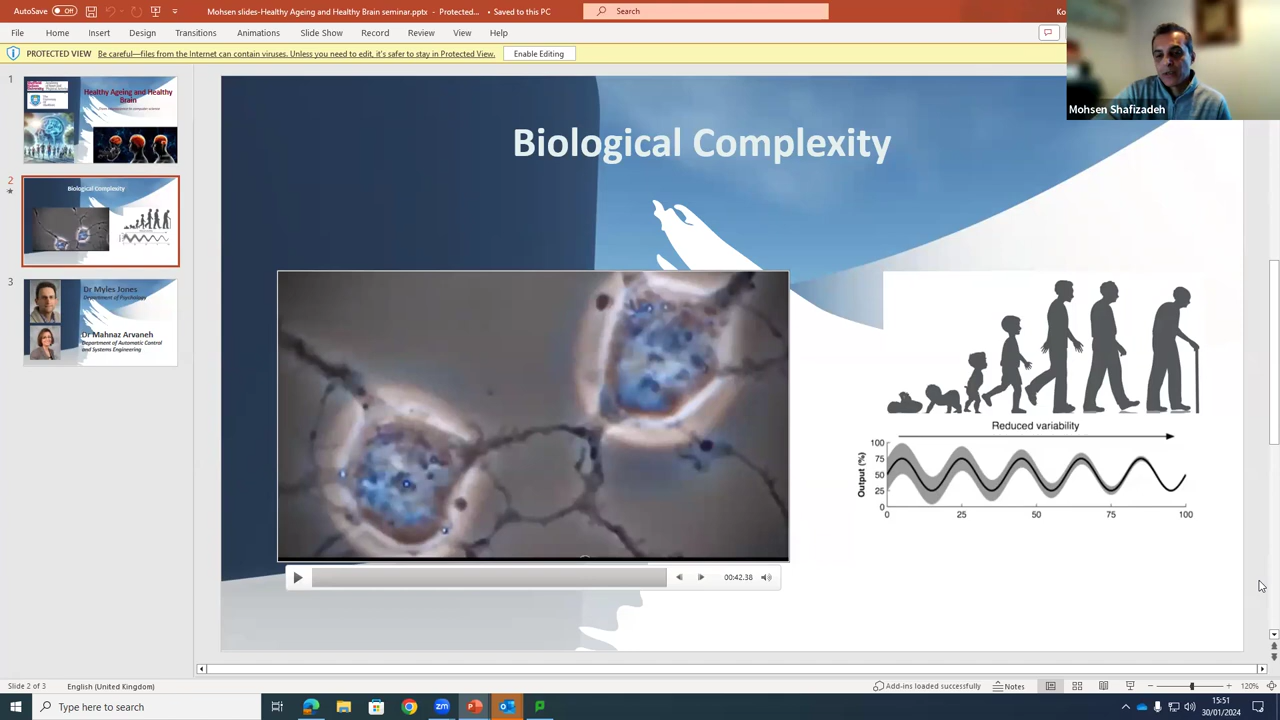 AutoSave Off Mohsen slides-Healthy Ageing and Healthy Brain seminar.pptx - Protected... • Saved to this PC Search Ko
File Home Insert Design Transitions Animations Slide Show Record Review View Help
PROTECTED VIEW Be careful—files from the Internet can contain viruses. Unless you need to edit, it's safer to stay in Protected View. Enable Editing
Mohsen Shafizadeh
1
Healthy Ageing and Healthy
Brain
2
Biological Complexity
3
Dr Myles Jones
Department of Psychology
Dr Mahnaz Arvaneh
Department of Automatic Control
and Systems Engineering
Biological Complexity
Reduced variability
Output (%)
100
75
50
25
0
0 25 50 75 100
00:42.38
Slide 2 of 3 English (United Kingdom) Add-ins loaded successfully Notes 120%
Type here to search zm 15:51
30/01/2024